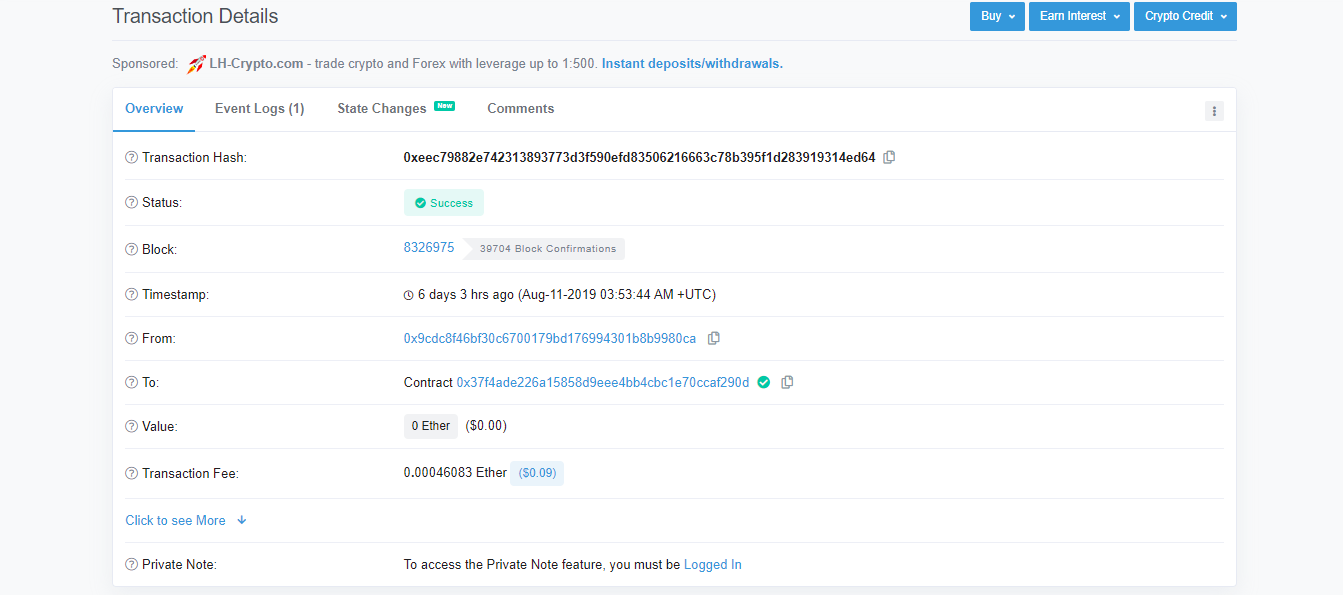 Transaction Details
Buy
Earn Interest
Crypto Credit
Sponsored: LH-Crypto.com - trade crypto and Forex with leverage up to 1:500. Instant deposits/withdrawals.
Overview
Event Logs (1)
State Changes New
Comments
Transaction Hash: 0xeec79882e742313893773d3f590efd83506216663c78b395f1d283919314ed64
Status: Success
Block: 8326975 39704 Block Confirmations
Timestamp: 6 days 3 hrs ago (Aug-11-2019 03:53:44 AM +UTC)
From: 0x9cdc8f46bf30c6700179bd176994301b8b9980ca
To: Contract 0x37f4ade226a15858d9eee4bb4cbc1e70ccaf290d
Value: 0 Ether ($0.00)
Transaction Fee: 0.00046083 Ether ($0.09)
Click to see More
Private Note: To access the Private Note feature, you must be Logged In